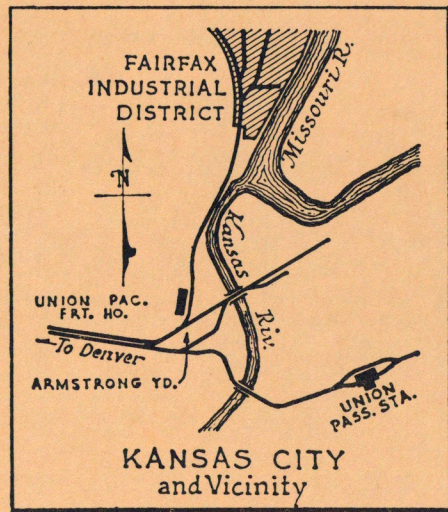 FAIRFAX
INDUSTRIAL
DISTRICT
Missouri R.
N
Kansas
Riv.
UNION PAC.
FRT. HO.
To Denver
ARMSTRONG YD.
UNION
PASS. STA.
KANSAS CITY
and Vicinity